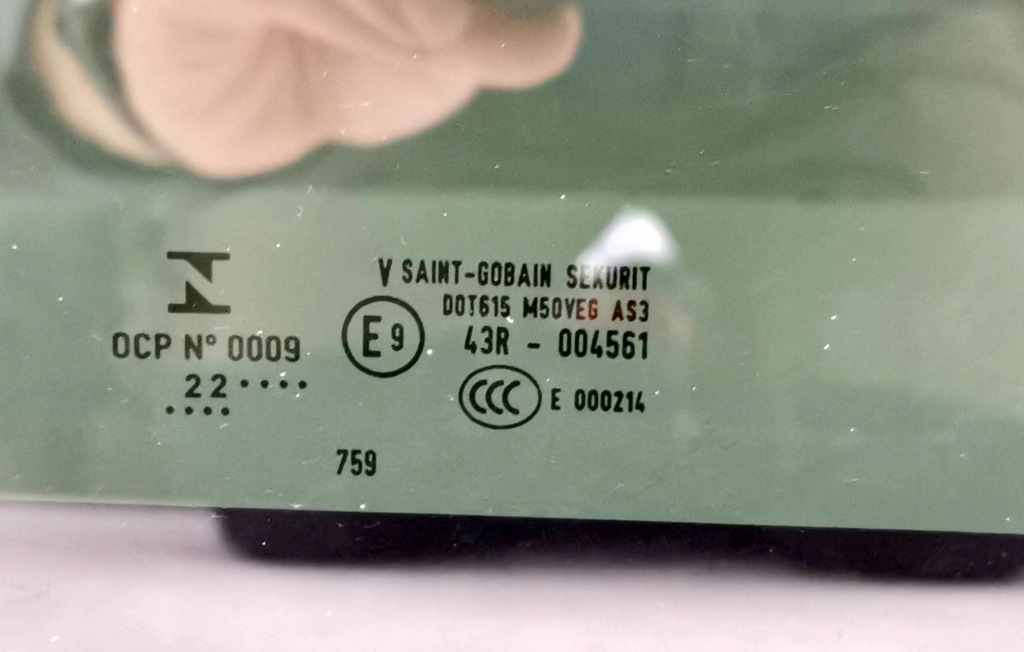 OCP N° 0009
22••••
••••
V SAINT-GOBAIN SEKURIT
DOT615 M50VEG AS3
E9
43R - 004561
CCC E 000214
759